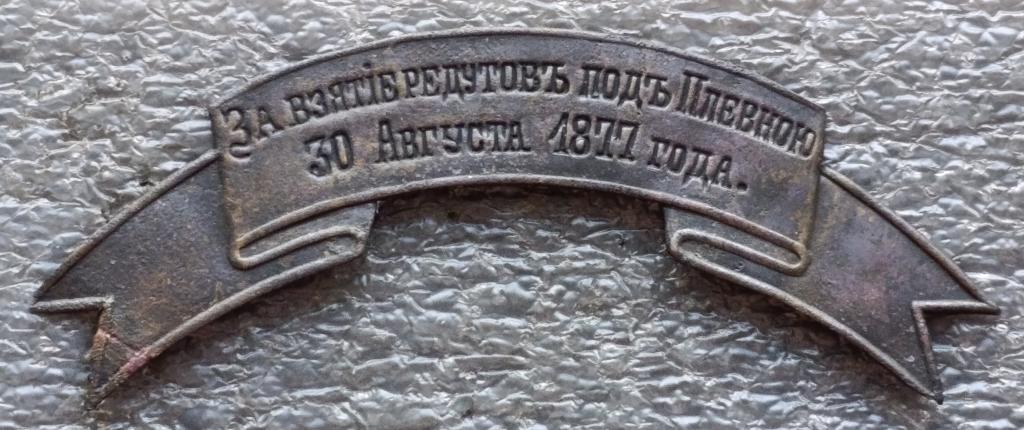 За взятіе редутовъ подъ Плевною
30 Августа 1877 года.